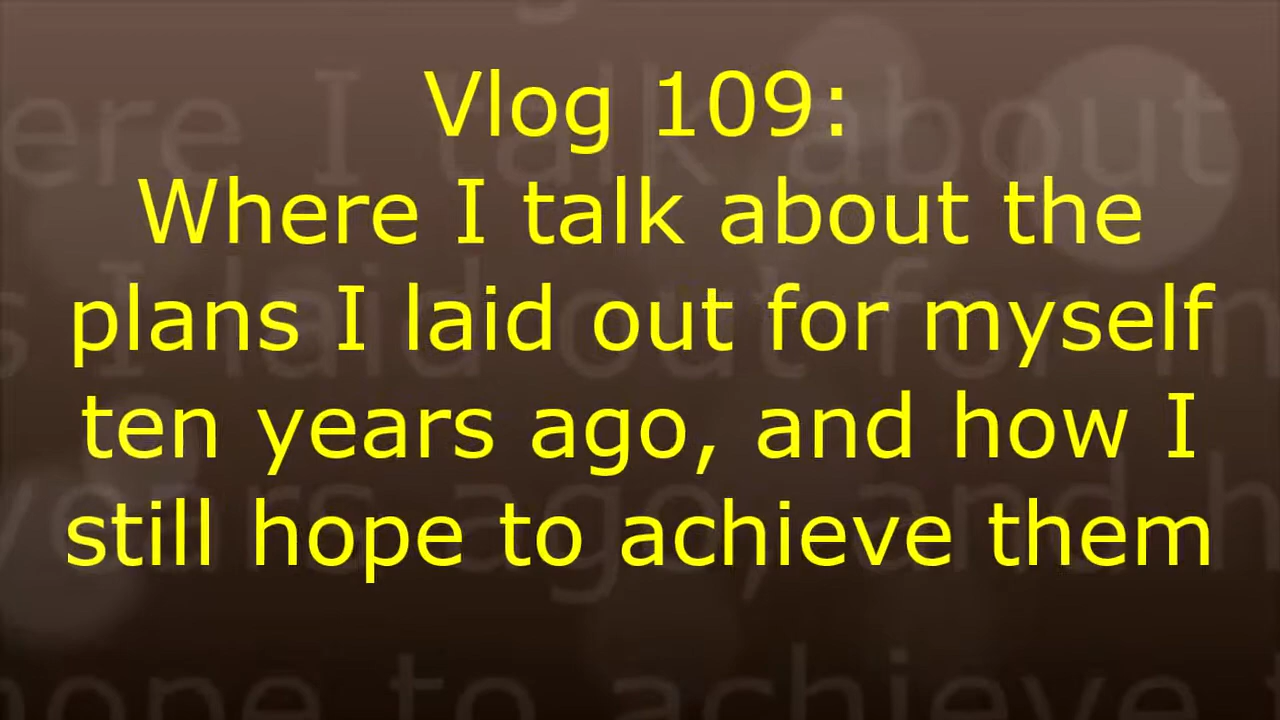 Vlog 109:
Where I talk about the
plans I laid out for myself
ten years ago, and how I
still hope to achieve them